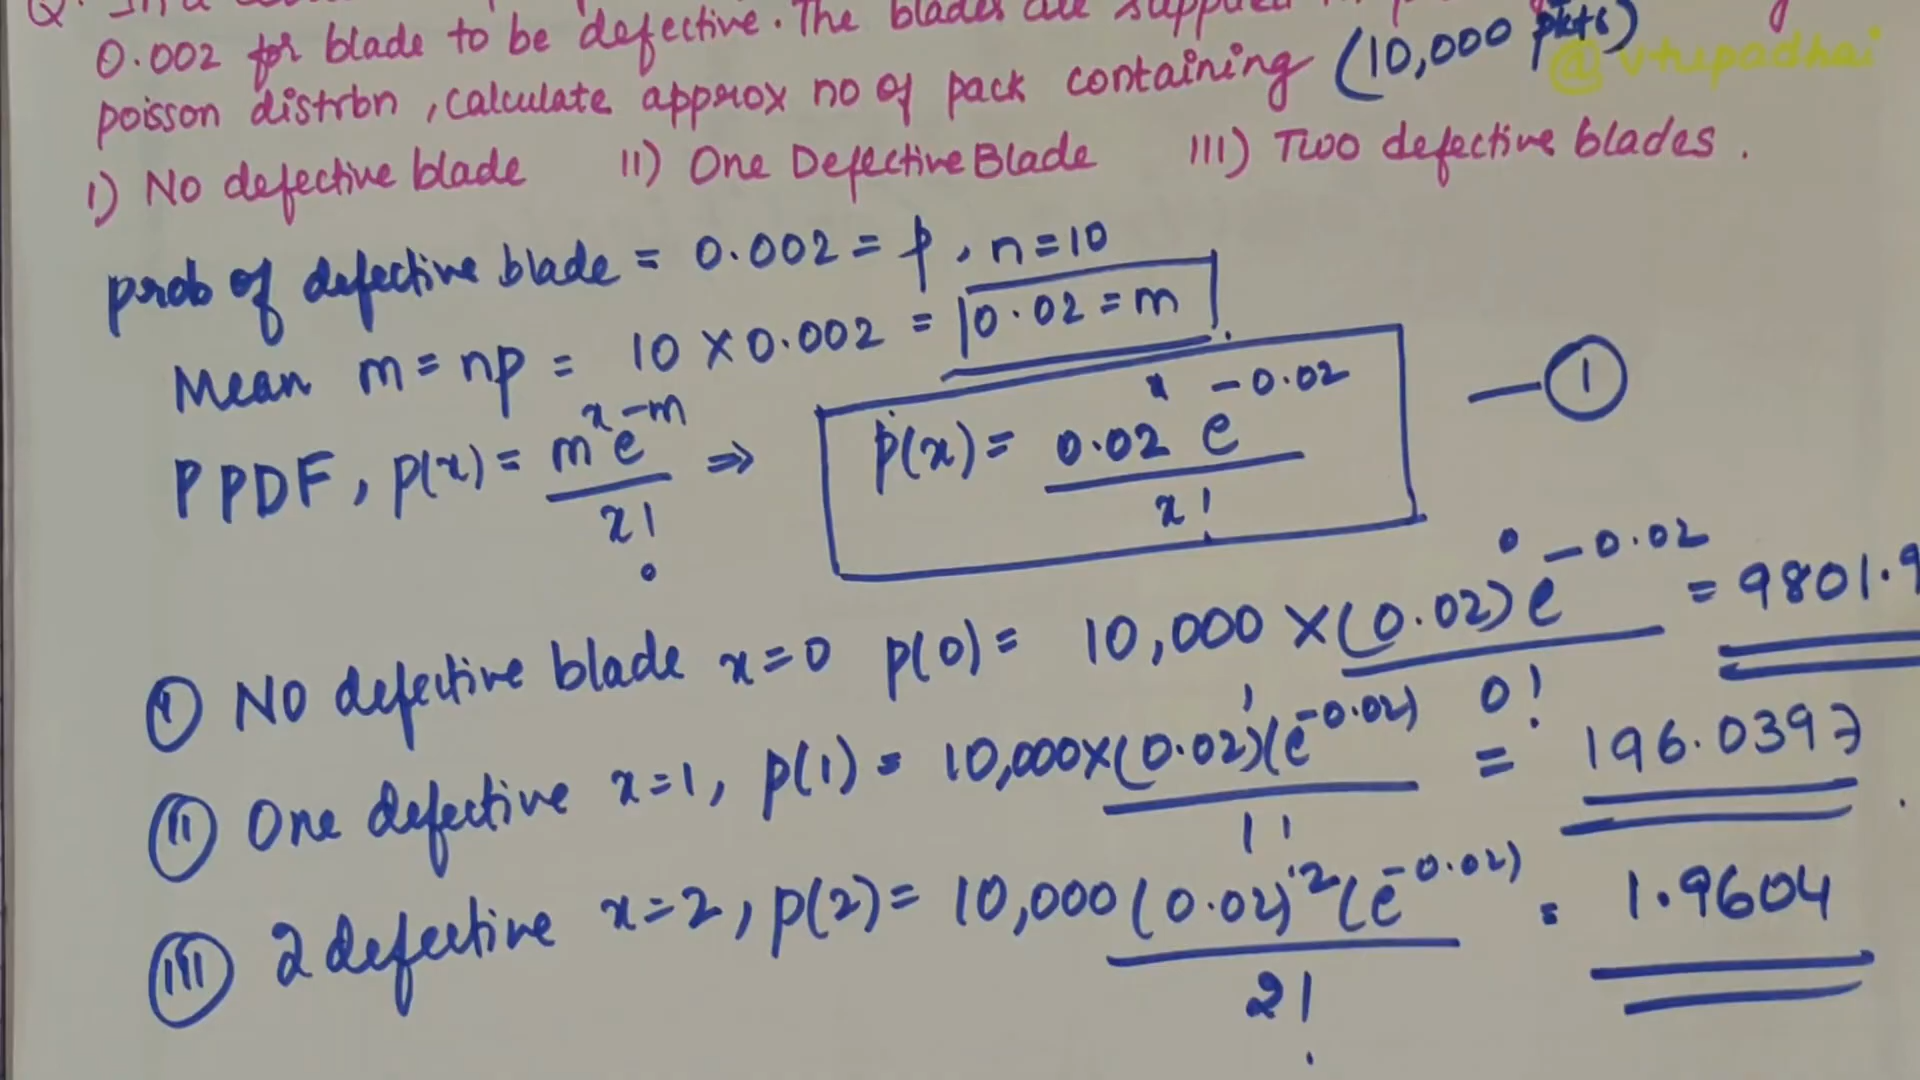 0.002 for blade to be defective. The blades are
poisson distrbn, calculate approx no of pack containing (10,000 pkts)
@vtupadhai
I) No defective blade II) One Defective Blade III) Two defective blades.
prob of defective blade = 0.002 = p, n=10
Mean m = np = 10 × 0.002 = 0.02 = m
PPDF, p(x) = m^x e^-m / x! ⇒ p(x) = 0.02^x e^-0.02 / x! — ①
(I) No defective blade x=0 p(0) = 10,000 × (0.02)^0 e^-0.02 / 0! = 9801.9
(II) One defective x=1, p(1) = 10,000×(0.02)^1(e^-0.02) / 1! = 196.0397
(III) 2 defective x=2, p(2) = 10,000(0.02)^2(e^-0.02) / 2! = 1.9604